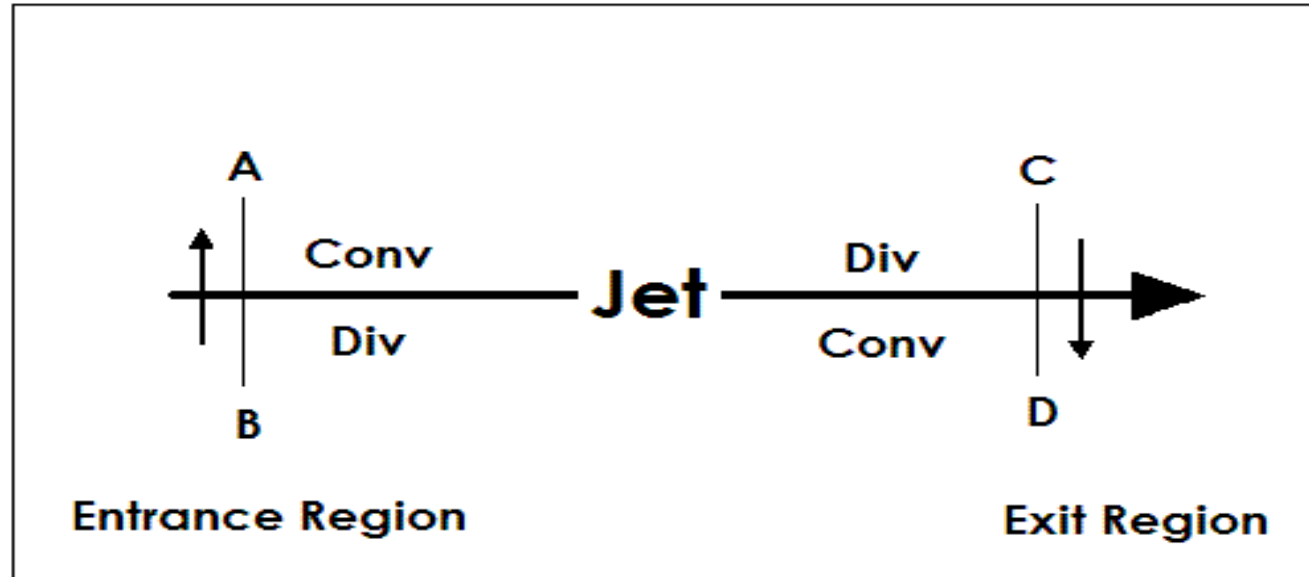 A C
Conv Div
Jet
Div Conv
B D
Entrance Region Exit Region